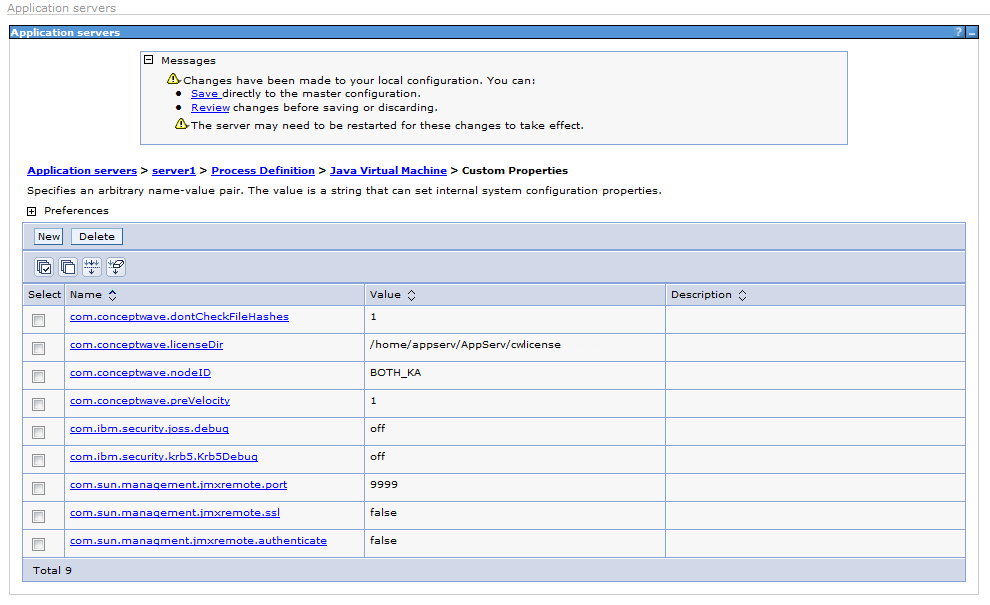 Application servers
Application servers ? _
Messages
Changes have been made to your local configuration. You can:
Save directly to the master configuration.
Review changes before saving or discarding.
The server may need to be restarted for these changes to take effect.
Application servers > server1 > Process Definition > Java Virtual Machine > Custom Properties
Specifies an arbitrary name-value pair. The value is a string that can set internal system configuration properties.
Preferences
New Delete
Select Name Value Description
com.conceptwave.dontCheckFileHashes 1
com.conceptwave.licenseDir /home/appserv/AppServ/cwlicense
com.conceptwave.nodeID BOTH_KA
com.conceptwave.preVelocity 1
com.ibm.security.joss.debug off
com.ibm.security.krb5.Krb5Debug off
com.sun.management.jmxremote.port 9999
com.sun.management.jmxremote.ssl false
com.sun.managment.jmxremote.authenticate false
Total 9